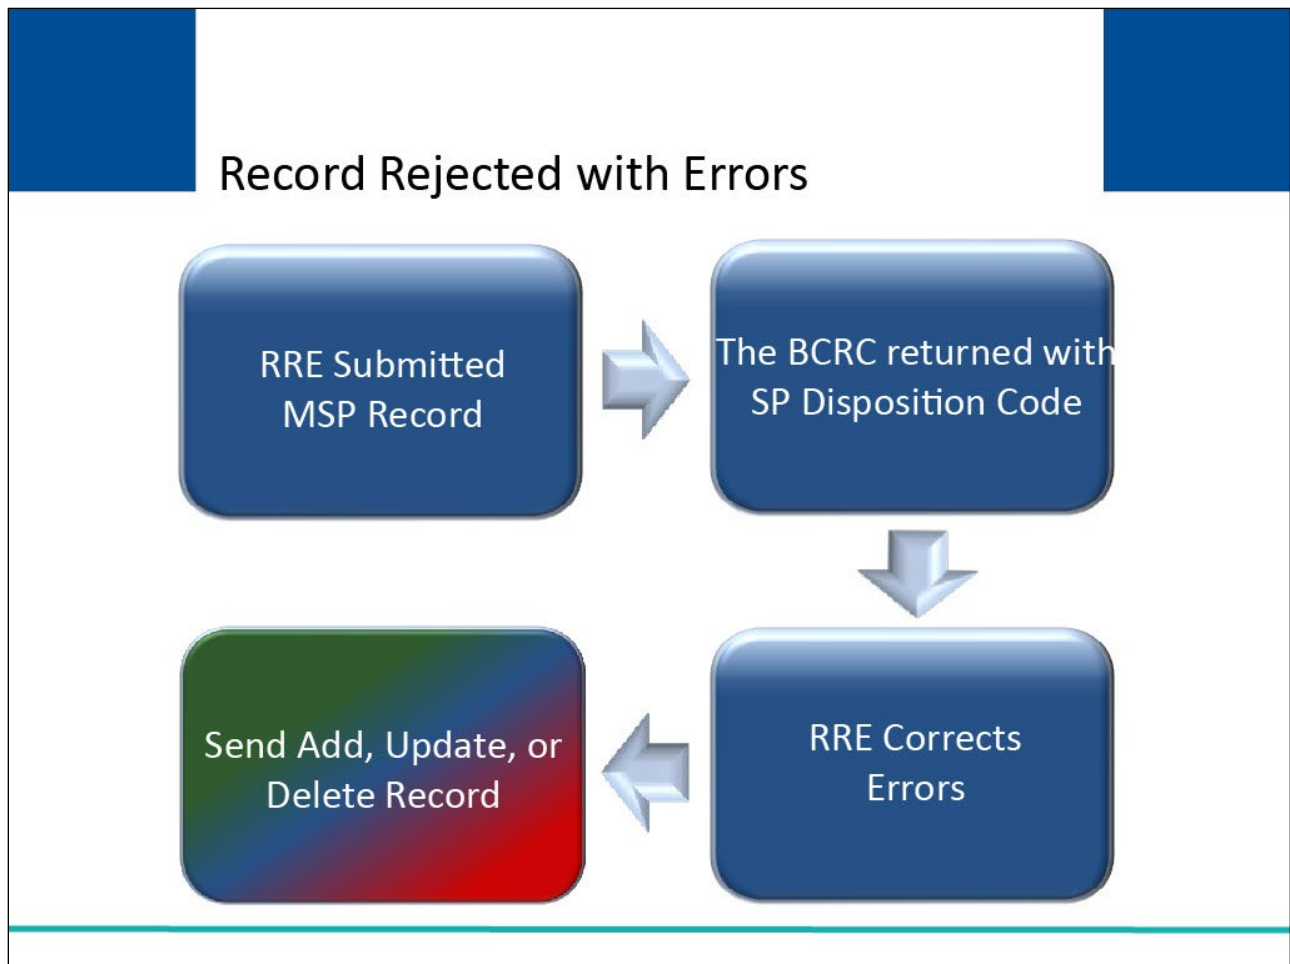 Record Rejected with Errors
RRE Submitted
MSP Record
The BCRC returned with
SP Disposition Code
RRE Corrects
Errors
Send Add, Update, or
Delete Record